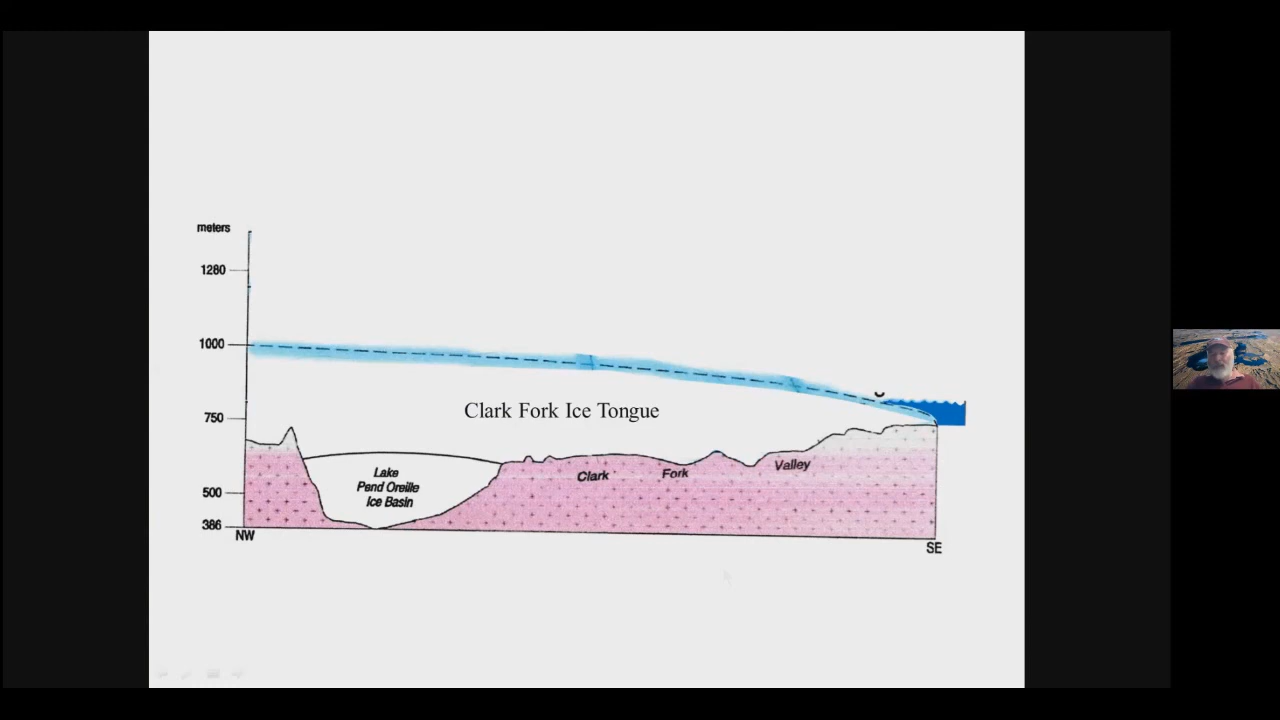 meters
1280
1000
750
500
386
NW
SE
Clark Fork Ice Tongue
Lake
Pend Oreille
Ice Basin
Clark Fork Valley